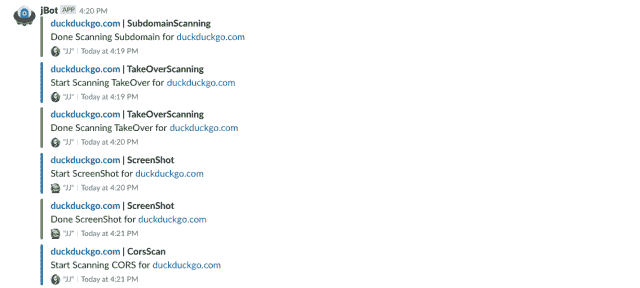 jBot APP 4:20 PM
duckduckgo.com | SubdomainScanning
Done Scanning Subdomain for duckduckgo.com
"JJ" | Today at 4:19 PM
duckduckgo.com | TakeOverScanning
Start Scanning TakeOver for duckduckgo.com
"JJ" | Today at 4:19 PM
duckduckgo.com | TakeOverScanning
Done Scanning TakeOver for duckduckgo.com
"JJ" | Today at 4:20 PM
duckduckgo.com | ScreenShot
Start ScreenShot for duckduckgo.com
"JJ" | Today at 4:20 PM
duckduckgo.com | ScreenShot
Done ScreenShot for duckduckgo.com
"JJ" | Today at 4:21 PM
duckduckgo.com | CorsScan
Start Scanning CORS for duckduckgo.com
"JJ" | Today at 4:21 PM